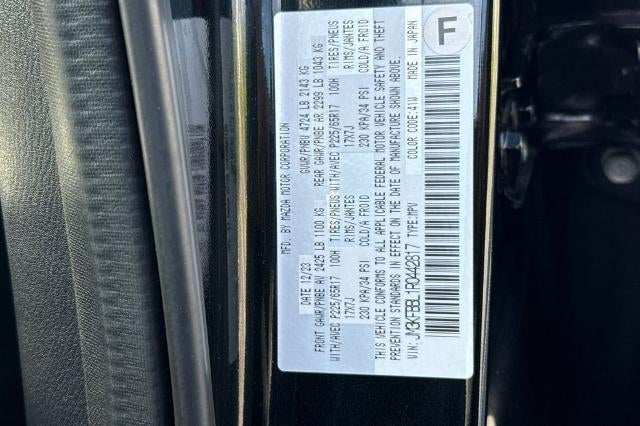 MFD. BY MAZDA MOTOR CORPORATION
DATE 12/23 GVWR/PNBV 4724 LB 2143 KG
FRONT GAWR/PNBE AV 2425 LB 1100 KG REAR GAWR/PNBE AR 2299 LB 1043 KG
WITH/AVEC P225/65R17 100H TIRES/PNEUS WITH/AVEC P225/65R17 100H TIRES/PNEUS
17X7J RIMS/JANTES 17X7J RIMS/JANTES
230 KPA/34 PSI COLD/A FROID 230 KPA/34 PSI COLD/A FROID
THIS VEHICLE CONFORMS TO ALL APPLICABLE FEDERAL MOTOR VEHICLE SAFETY AND THEFT
PREVENTION STANDARDS IN EFFECT ON THE DATE OF MANUFACTURE SHOWN ABOVE.
VIN: JM3KFBBL1R0442817 TYPE:MPV COLOR CODE:41W MADE IN JAPAN
F